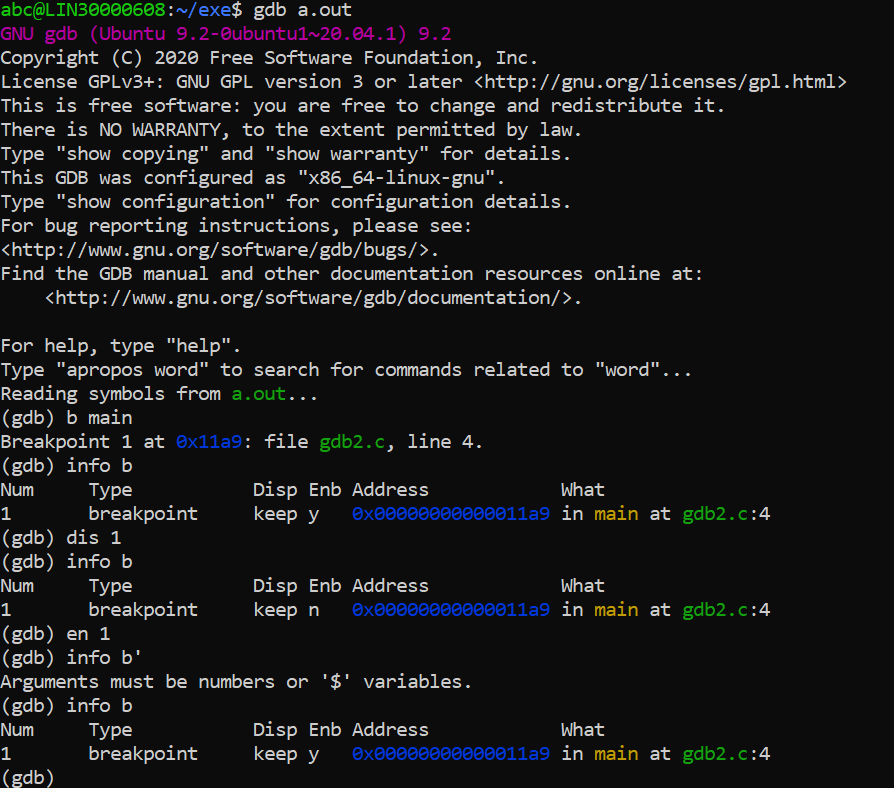 abc@LIN30000608:~/exe$ gdb a.out
GNU gdb (Ubuntu 9.2-0ubuntu1~20.04.1) 9.2
Copyright (C) 2020 Free Software Foundation, Inc.
License GPLv3+: GNU GPL version 3 or later <http://gnu.org/licenses/gpl.html>
This is free software: you are free to change and redistribute it.
There is NO WARRANTY, to the extent permitted by law.
Type "show copying" and "show warranty" for details.
This GDB was configured as "x86_64-linux-gnu".
Type "show configuration" for configuration details.
For bug reporting instructions, please see:
<http://www.gnu.org/software/gdb/bugs/>.
Find the GDB manual and other documentation resources online at:
    <http://www.gnu.org/software/gdb/documentation/>.

For help, type "help".
Type "apropos word" to search for commands related to "word"...
Reading symbols from a.out...
(gdb) b main
Breakpoint 1 at 0x11a9: file gdb2.c, line 4.
(gdb) info b
Num     Type           Disp Enb Address            What
1       breakpoint     keep y   0x00000000000011a9 in main at gdb2.c:4
(gdb) dis 1
(gdb) info b
Num     Type           Disp Enb Address            What
1       breakpoint     keep n   0x00000000000011a9 in main at gdb2.c:4
(gdb) en 1
(gdb) info b'
Arguments must be numbers or '$' variables.
(gdb) info b
Num     Type           Disp Enb Address            What
1       breakpoint     keep y   0x00000000000011a9 in main at gdb2.c:4
(gdb)